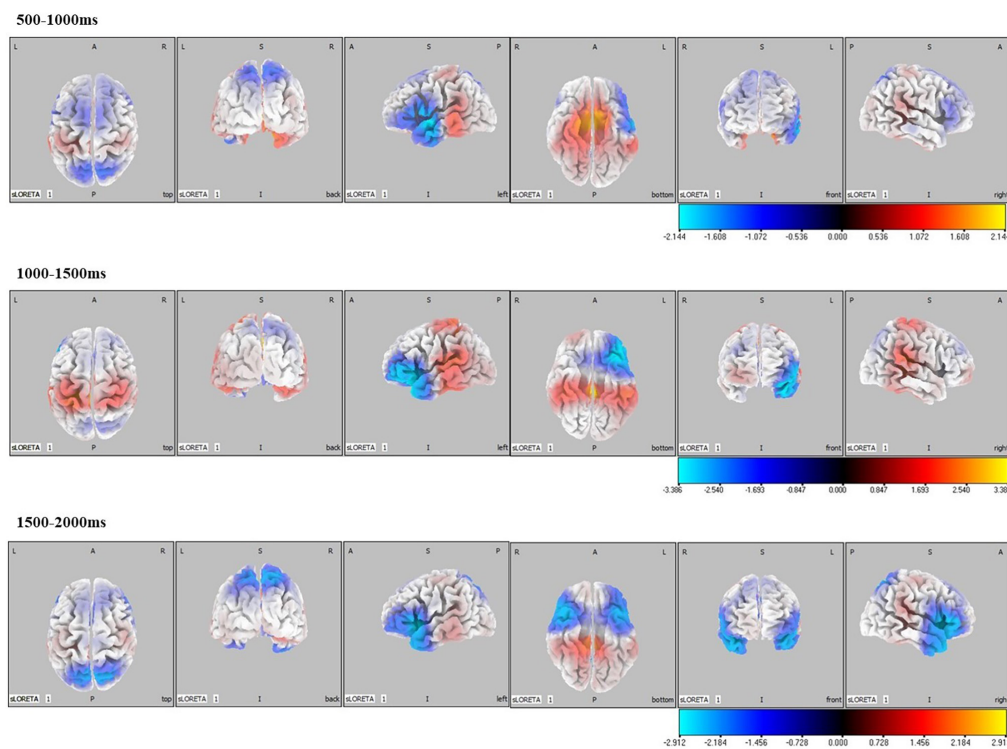 500-1000ms
L A R L S R A S P R A L R S L P S A
sLORETA 1 P top sLORETA 1 I back sLORETA 1 I left sLORETA 1 P bottom sLORETA 1 I front sLORETA 1 I right
-2.144 -1.608 -1.072 -0.536 0.000 0.536 1.072 1.608 2.14
1000-1500ms
L A R L S R A S P R A L R S L P S A
sLORETA 1 P top sLORETA 1 I back sLORETA 1 I left sLORETA 1 P bottom sLORETA 1 I front sLORETA 1 I right
-3.386 -2.540 -1.693 -0.847 0.000 0.847 1.693 2.540 3.38
1500-2000ms
L A R L S R A S P R A L R S L P S A
sLORETA 1 P top sLORETA 1 I back sLORETA 1 I left sLORETA 1 P bottom sLORETA 1 I front sLORETA 1 I right
-2.912 -2.184 -1.456 -0.728 0.000 0.728 1.456 2.184 2.91